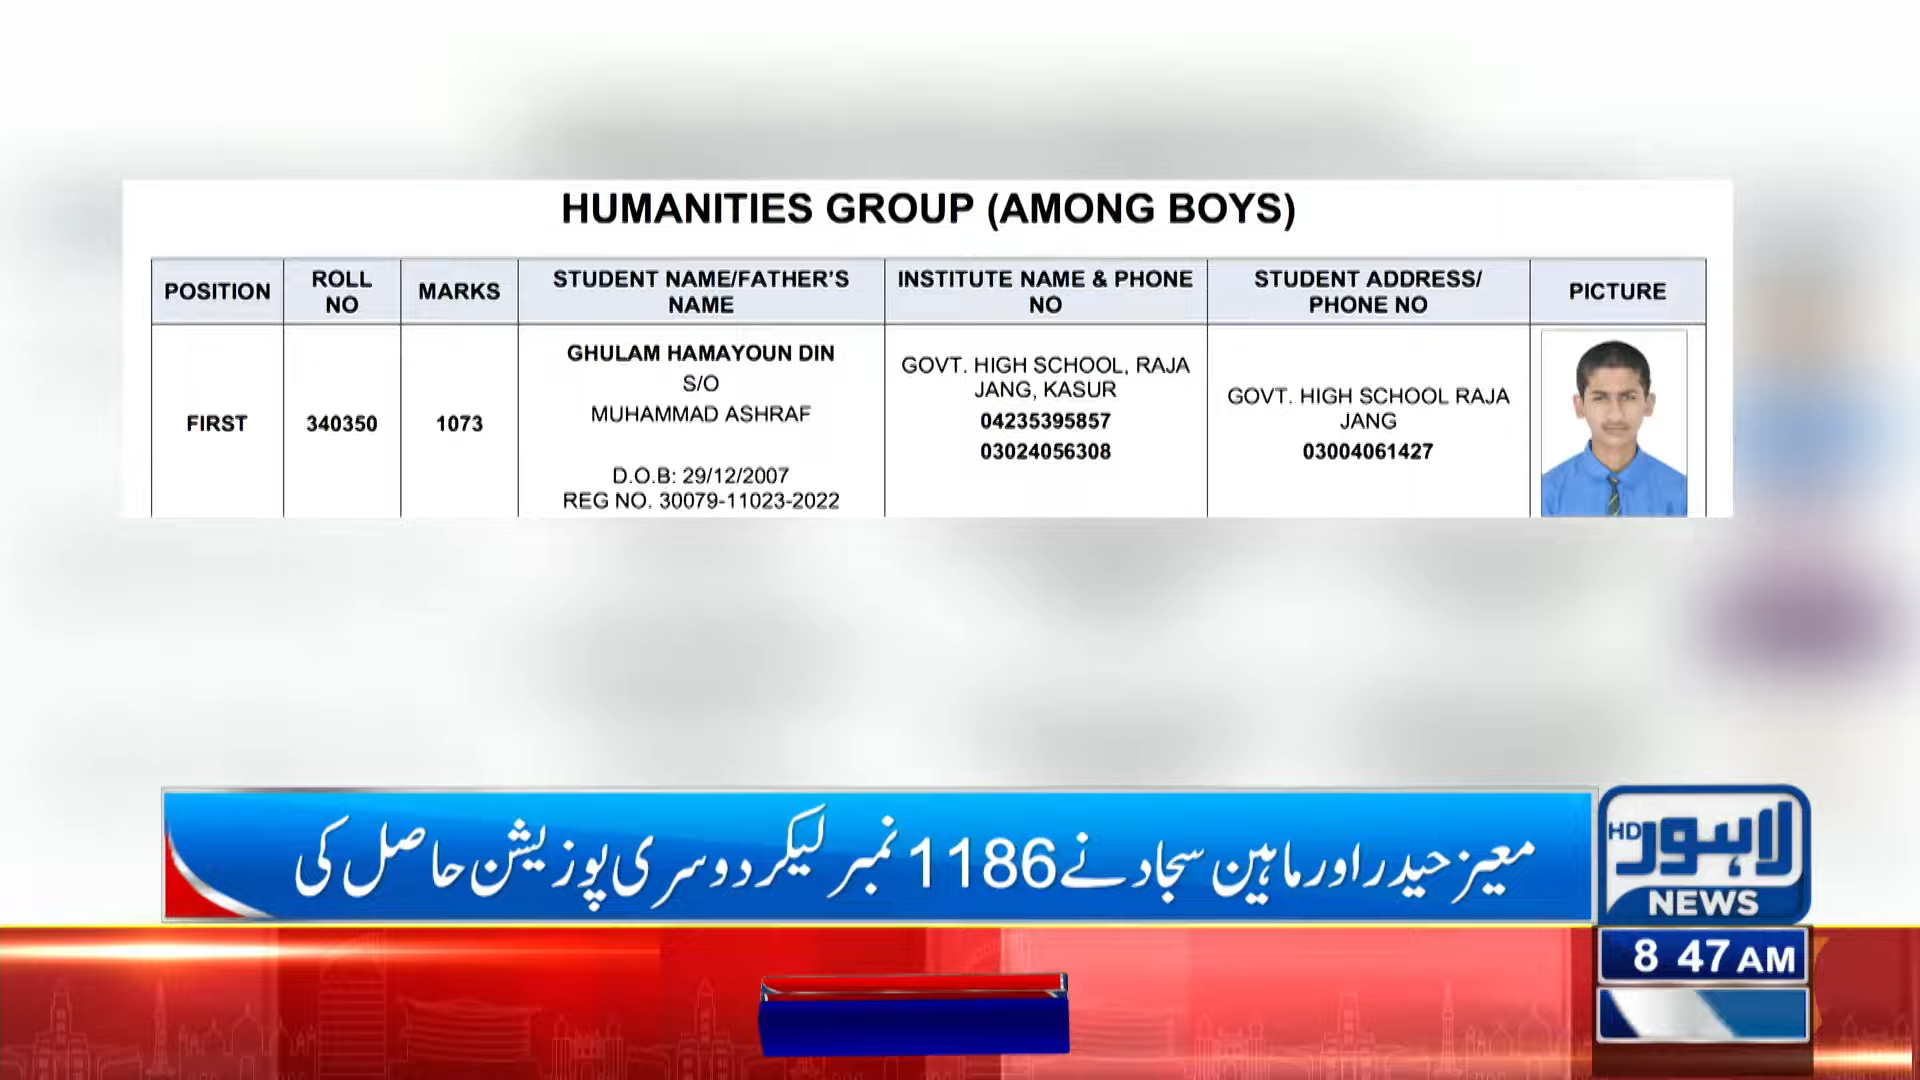 HUMANITIES GROUP (AMONG BOYS)
POSITION
ROLL NO
MARKS
STUDENT NAME/FATHER'S NAME
INSTITUTE NAME & PHONE NO
STUDENT ADDRESS/ PHONE NO
PICTURE
FIRST
340350
1073
GHULAM HAMAYOUN DIN
S/O
MUHAMMAD ASHRAF
D.O.B: 29/12/2007
REG NO. 30079-11023-2022
GOVT. HIGH SCHOOL, RAJA
JANG, KASUR
04235395857
03024056308
GOVT. HIGH SCHOOL RAJA
JANG
03004061427
معیز حیدر اور ماہین سجاد نے 1186 نمبر لیکر دوسری پوزیشن حاصل کی
لاہور HD
NEWS
8 47 AM